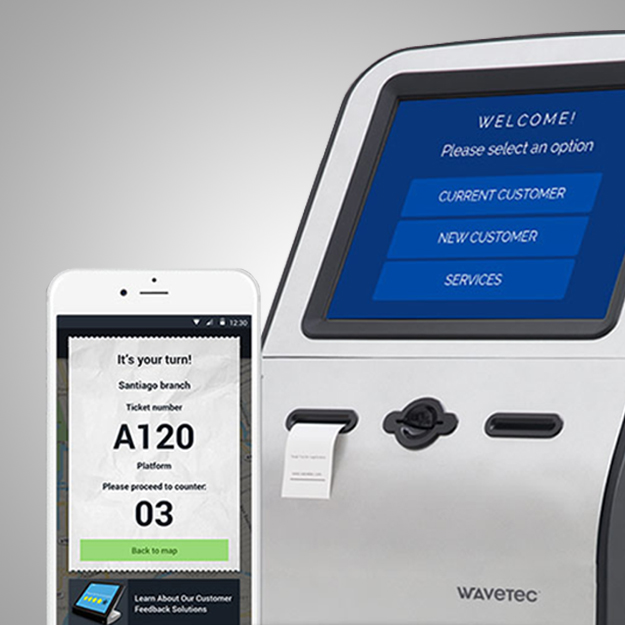 WELCOME!
Please select an option
CURRENT CUSTOMER
NEW CUSTOMER
SERVICES
12:30
It's your turn!
Santiago branch
Ticket number
A120
Platform
Please proceed to counter:
03
Back to map
Learn About Our Customer
Feedback Solutions
WAVETEC